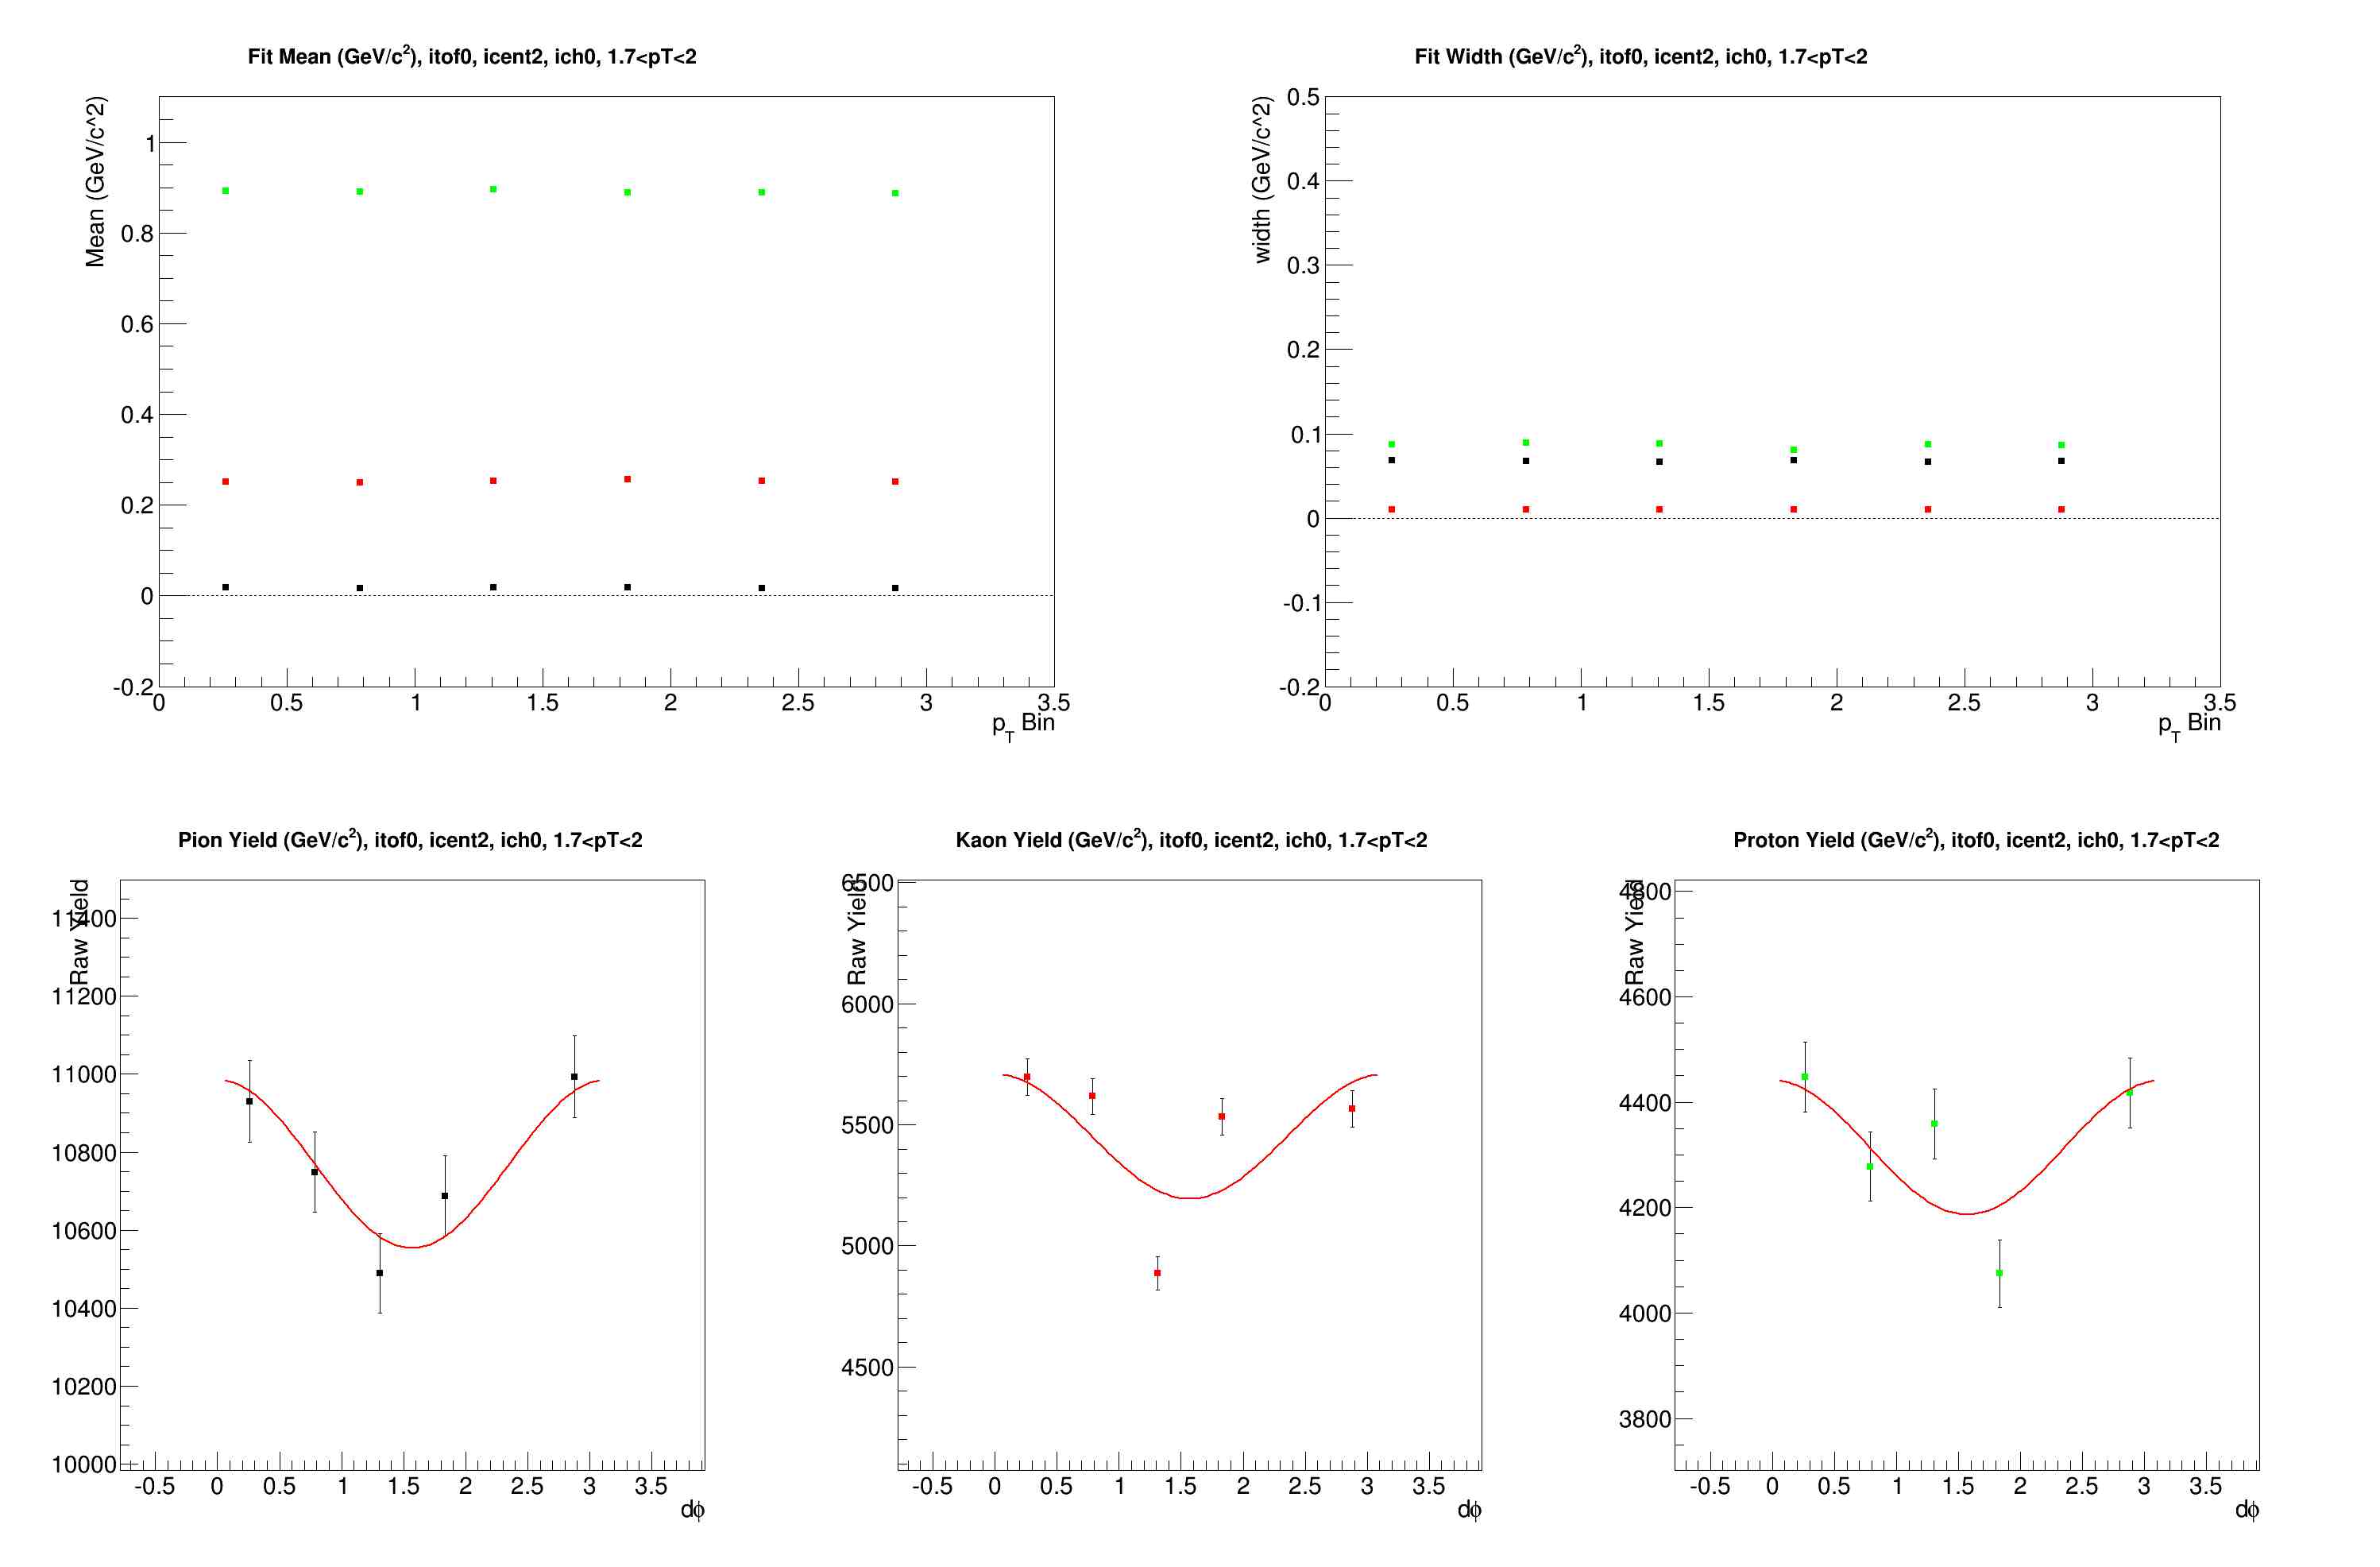 Fit Mean (GeV/c²), itof0, icent2, ich0, 1.7<pT<2
Mean (GeV/c^2)
1
0.8
0.6
0.4
0.2
0
-0.2
0 0.5 1 1.5 2 2.5 3 3.5
p_T Bin
Fit Width (GeV/c²), itof0, icent2, ich0, 1.7<pT<2
width (GeV/c^2)
0.5
0.4
0.3
0.2
0.1
0
-0.1
-0.2
0 0.5 1 1.5 2 2.5 3 3.5
p_T Bin
Pion Yield (GeV/c²), itof0, icent2, ich0, 1.7<pT<2
Raw Yield
11400
11200
11000
10800
10600
10400
10200
10000
-0.5 0 0.5 1 1.5 2 2.5 3 3.5
dϕ
Kaon Yield (GeV/c²), itof0, icent2, ich0, 1.7<pT<2
Raw Yield
6500
6000
5500
5000
4500
-0.5 0 0.5 1 1.5 2 2.5 3 3.5
dϕ
Proton Yield (GeV/c²), itof0, icent2, ich0, 1.7<pT<2
Raw Yield
4800
4600
4400
4200
4000
3800
-0.5 0 0.5 1 1.5 2 2.5 3 3.5
dϕ